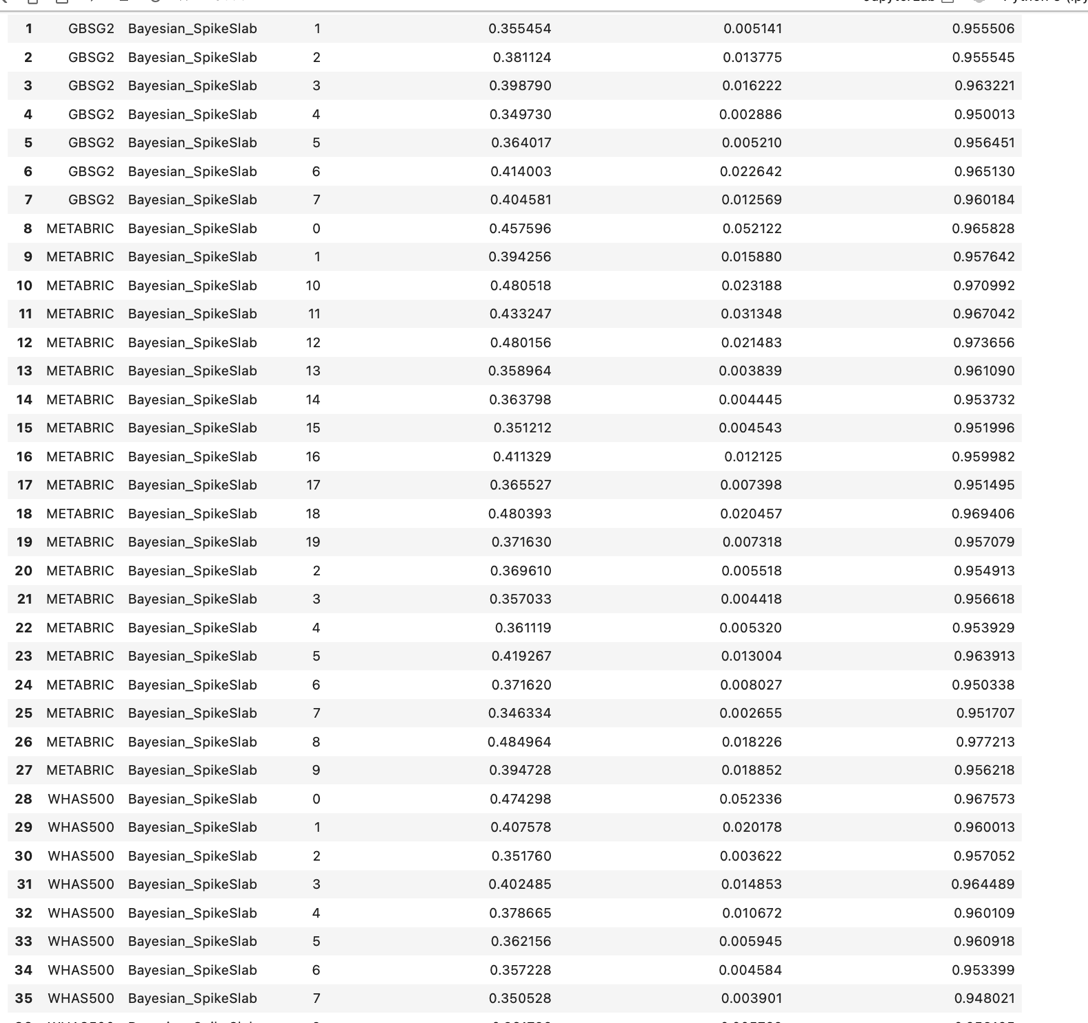 1 GBSG2 Bayesian_SpikeSlab 1 0.355454 0.005141 0.955506
2 GBSG2 Bayesian_SpikeSlab 2 0.381124 0.013775 0.955545
3 GBSG2 Bayesian_SpikeSlab 3 0.398790 0.016222 0.963221
4 GBSG2 Bayesian_SpikeSlab 4 0.349730 0.002886 0.950013
5 GBSG2 Bayesian_SpikeSlab 5 0.364017 0.005210 0.956451
6 GBSG2 Bayesian_SpikeSlab 6 0.414003 0.022642 0.965130
7 GBSG2 Bayesian_SpikeSlab 7 0.404581 0.012569 0.960184
8 METABRIC Bayesian_SpikeSlab 0 0.457596 0.052122 0.965828
9 METABRIC Bayesian_SpikeSlab 1 0.394256 0.015880 0.957642
10 METABRIC Bayesian_SpikeSlab 10 0.480518 0.023188 0.970992
11 METABRIC Bayesian_SpikeSlab 11 0.433247 0.031348 0.967042
12 METABRIC Bayesian_SpikeSlab 12 0.480156 0.021483 0.973656
13 METABRIC Bayesian_SpikeSlab 13 0.358964 0.003839 0.961090
14 METABRIC Bayesian_SpikeSlab 14 0.363798 0.004445 0.953732
15 METABRIC Bayesian_SpikeSlab 15 0.351212 0.004543 0.951996
16 METABRIC Bayesian_SpikeSlab 16 0.411329 0.012125 0.959982
17 METABRIC Bayesian_SpikeSlab 17 0.365527 0.007398 0.951495
18 METABRIC Bayesian_SpikeSlab 18 0.480393 0.020457 0.969406
19 METABRIC Bayesian_SpikeSlab 19 0.371630 0.007318 0.957079
20 METABRIC Bayesian_SpikeSlab 2 0.369610 0.005518 0.954913
21 METABRIC Bayesian_SpikeSlab 3 0.357033 0.004418 0.956618
22 METABRIC Bayesian_SpikeSlab 4 0.361119 0.005320 0.953929
23 METABRIC Bayesian_SpikeSlab 5 0.419267 0.013004 0.963913
24 METABRIC Bayesian_SpikeSlab 6 0.371620 0.008027 0.950338
25 METABRIC Bayesian_SpikeSlab 7 0.346334 0.002655 0.951707
26 METABRIC Bayesian_SpikeSlab 8 0.484964 0.018226 0.977213
27 METABRIC Bayesian_SpikeSlab 9 0.394728 0.018852 0.956218
28 WHAS500 Bayesian_SpikeSlab 0 0.474298 0.052336 0.967573
29 WHAS500 Bayesian_SpikeSlab 1 0.407578 0.020178 0.960013
30 WHAS500 Bayesian_SpikeSlab 2 0.351760 0.003622 0.957052
31 WHAS500 Bayesian_SpikeSlab 3 0.402485 0.014853 0.964489
32 WHAS500 Bayesian_SpikeSlab 4 0.378665 0.010672 0.960109
33 WHAS500 Bayesian_SpikeSlab 5 0.362156 0.005945 0.960918
34 WHAS500 Bayesian_SpikeSlab 6 0.357228 0.004584 0.953399
35 WHAS500 Bayesian_SpikeSlab 7 0.350528 0.003901 0.948021